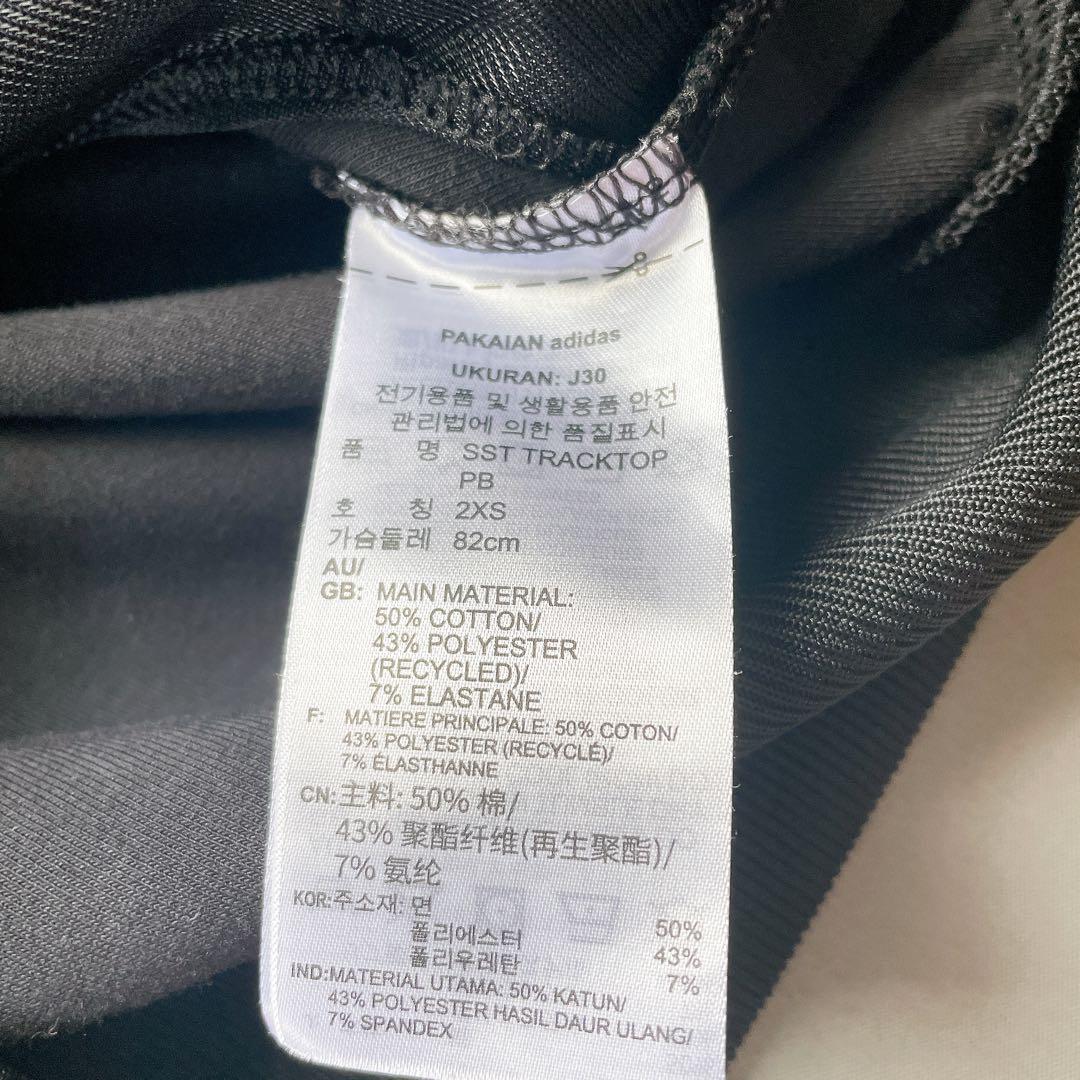 PAKAIAN adidas
UKURAN: J30
전기용품 및 생활용품 안전
관리법에 의한 품질표시
품 명 SST TRACKTOP
PB
호 칭 2XS
가슴둘레 82cm
AU/
GB: MAIN MATERIAL:
50% COTTON/
43% POLYESTER
(RECYCLED)/
7% ELASTANE
F: MATIERE PRINCIPALE: 50% COTON/
43% POLYESTER (RECYCLÉ)/
7% ÉLASTHANNE
CN: 主料: 50% 棉/
43% 聚酯纤维(再生聚酯)/
7% 氨纶
KOR: 주소재: 면 50%
폴리에스터 43%
폴리우레탄 7%
IND: MATERIAL UTAMA: 50% KATUN/
43% POLYESTER HASIL DAUR ULANG/
7% SPANDEX